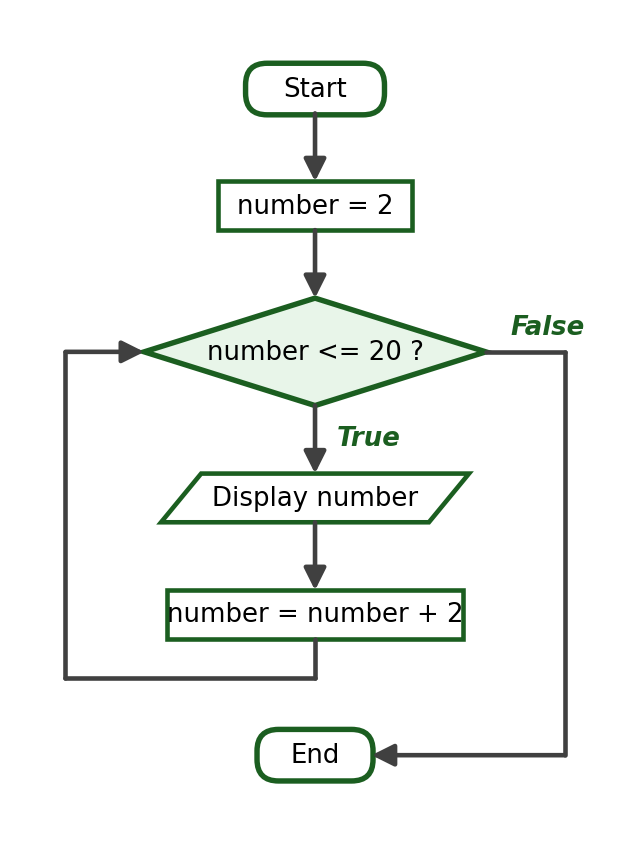 Start
number = 2
number <= 20 ?
False
True
Display number
number = number + 2
End